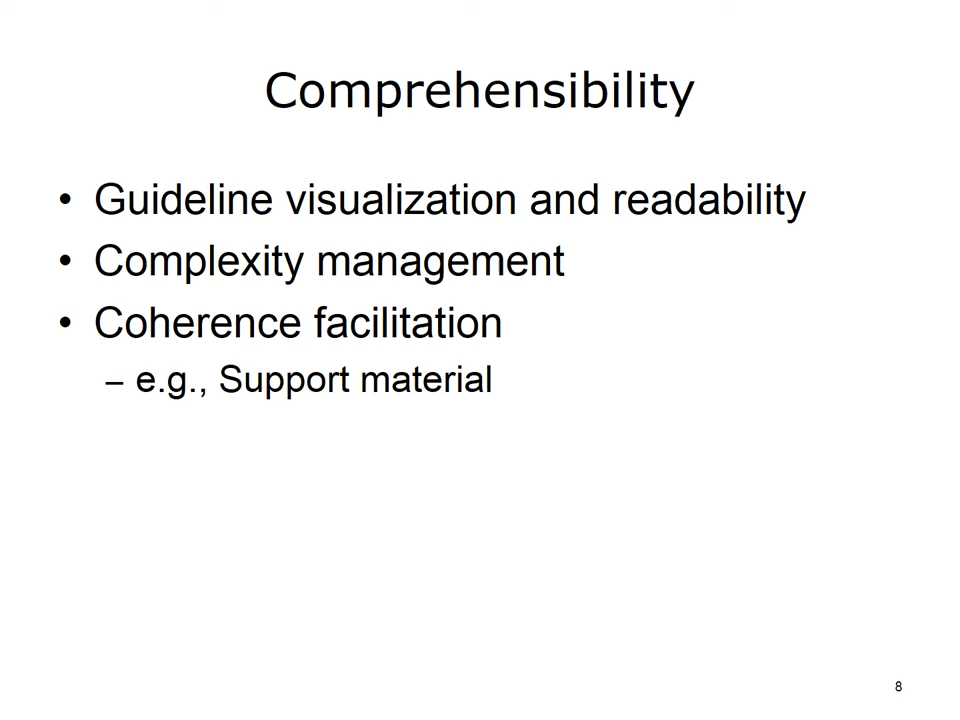 Comprehensibility
• Guideline visualization and readability
• Complexity management
• Coherence facilitation
– e.g., Support material
8